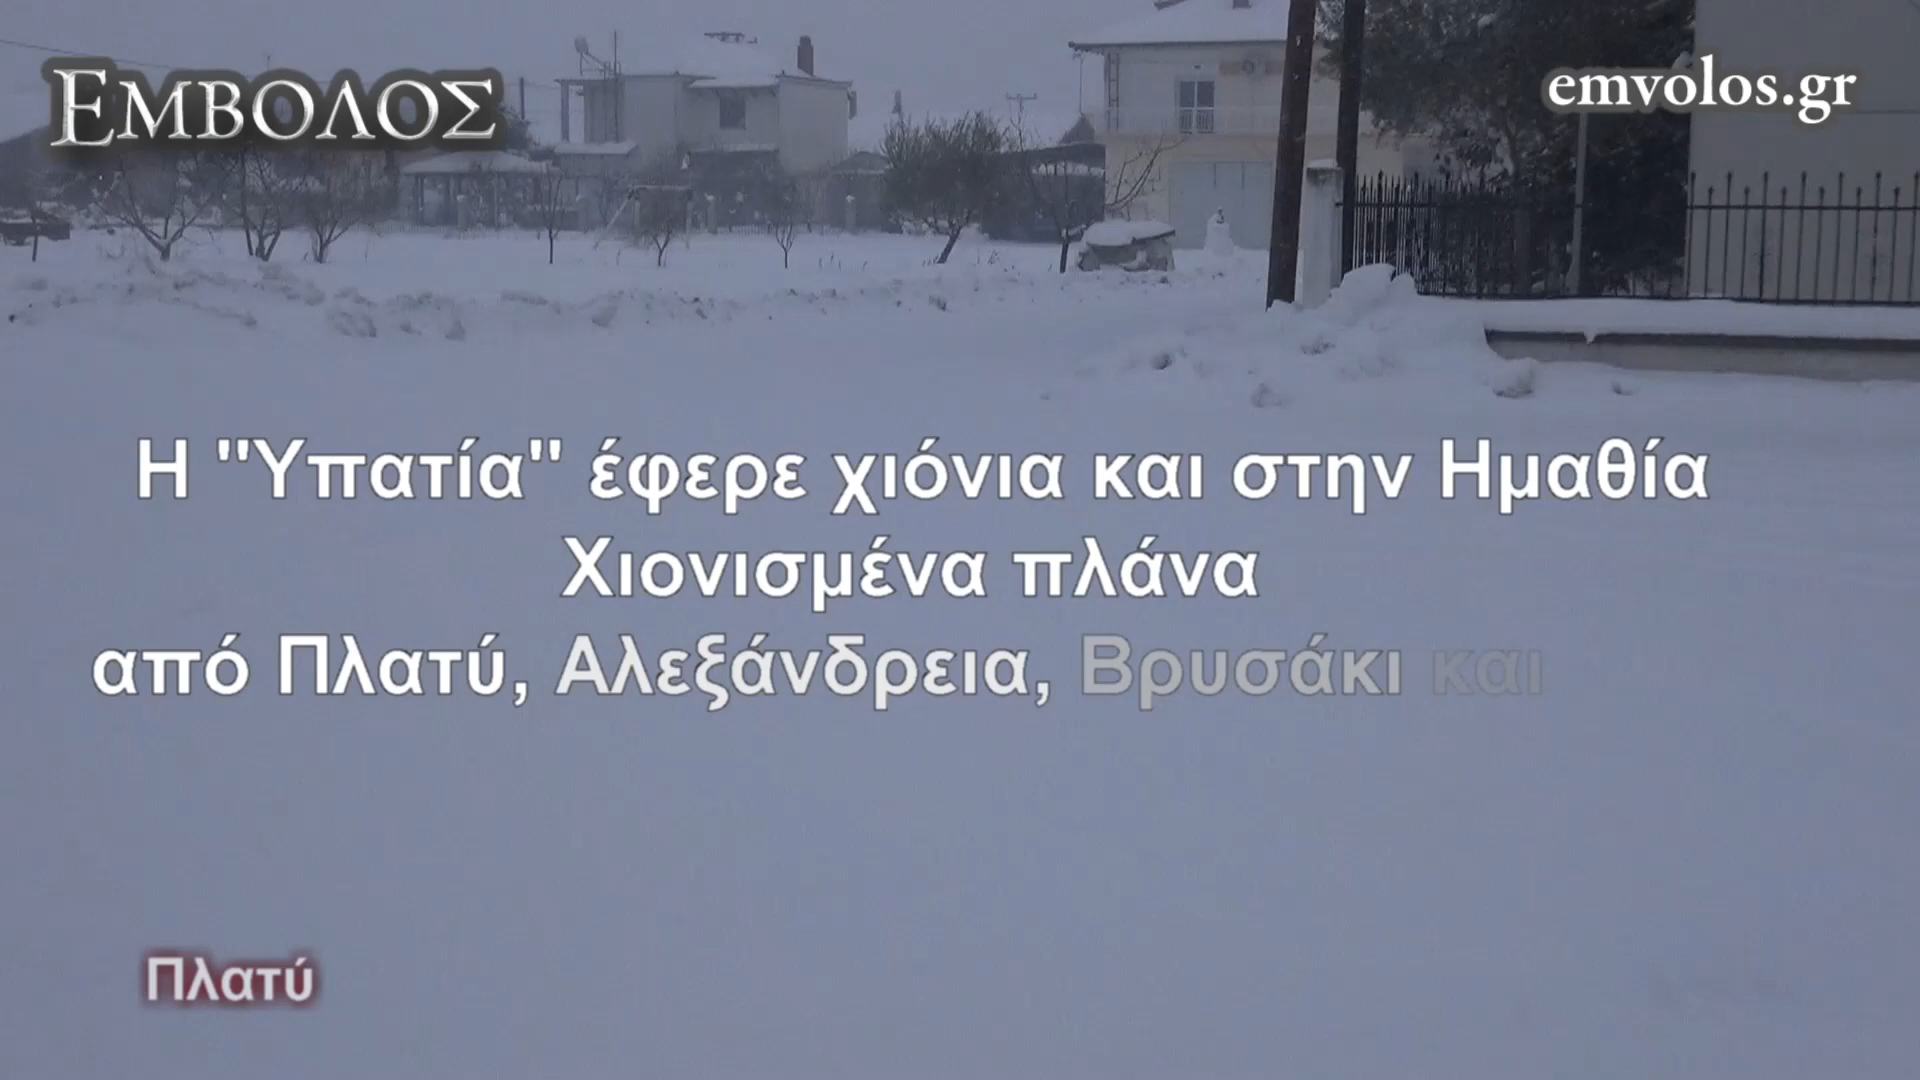 ΕΜΒΟΛΟΣ
emvolos.gr
Η "Υπατία" έφερε χιόνια και στην Ημαθία
Χιονισμένα πλάνα
από Πλατύ, Αλεξάνδρεια, Βρυσάκι και
Πλατύ